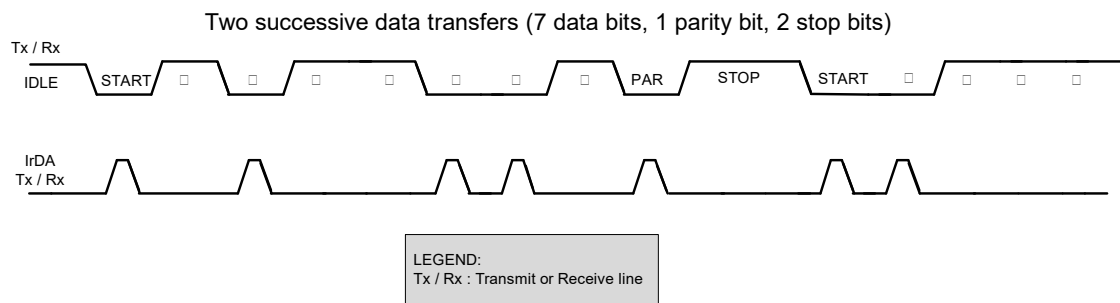 Two successive data transfers (7 data bits, 1 parity bit, 2 stop bits)
Tx / Rx
IDLE
START
PAR
STOP
START
IrDA
Tx / Rx
LEGEND:
Tx / Rx : Transmit or Receive line